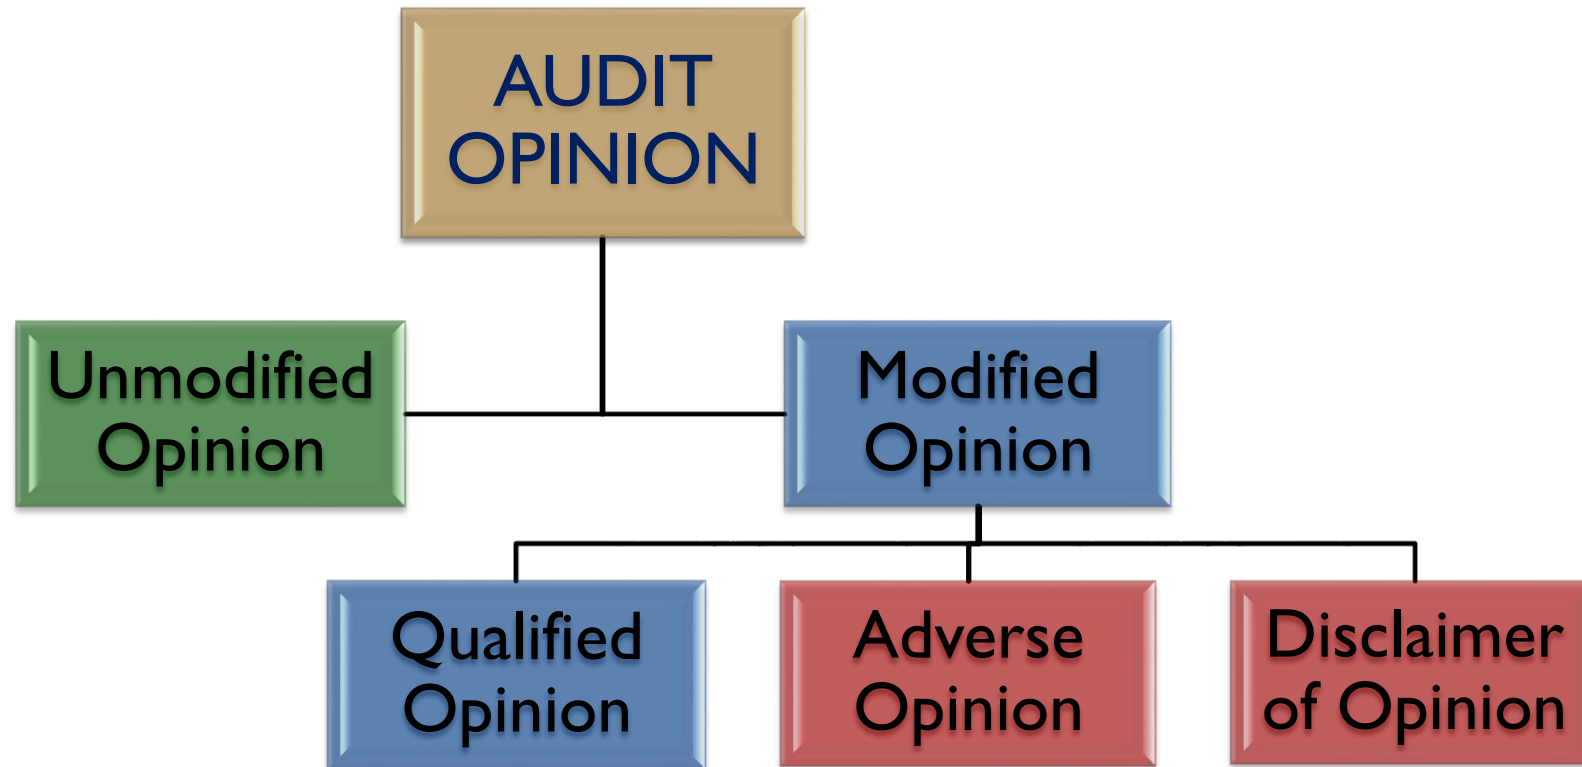 AUDIT
OPINION
Unmodified
Opinion
Modified
Opinion
Qualified
Opinion
Adverse
Opinion
Disclaimer
of Opinion